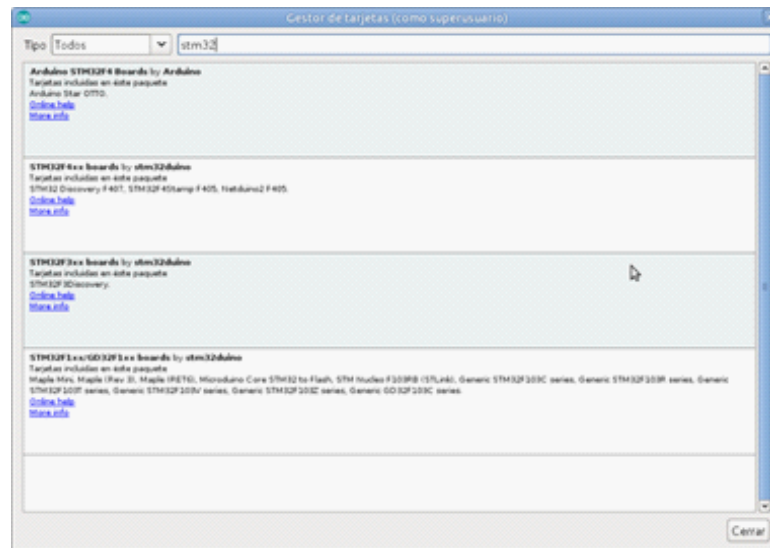 Gestor de tarjetas (como superusuario)
Tipo Todos stm32
Arduino STM32F4 Boards by Arduino
Tarjetas incluidas en éste paquete
Arduino Star OTTO.
Online help
More info
STM32F4xx boards by stm32duino
Tarjetas incluidas en éste paquete
STM32 Discovery F407, STM32F4Stamp F405, Netduino2 F405.
Online help
More info
STM32F3xx boards by stm32duino
Tarjetas incluidas en éste paquete
STM32F3Discovery.
Online help
More info
STM32F1xx/GD32F1xx boards by stm32duino
Tarjetas incluidas en éste paquete
Maple Mini, Maple (Rev 3), Maple (RET6), Microduino Core STM32 to Flash, STM Nucleo F103RB (STLink), Generic STM32F103C series, Generic STM32F103R series, Generic
STM32F103T series, Generic STM32F103V series, Generic STM32F103Z series, Generic GD32F103C series.
Online help
More info
Cerrar